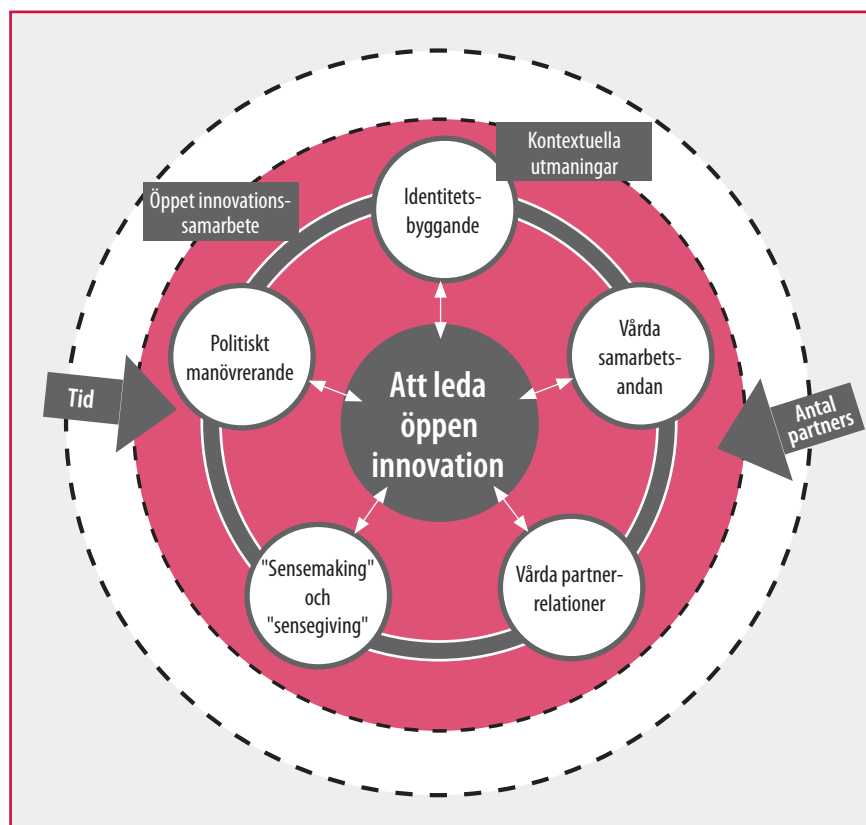 Kontextuella
utmaningar
Öppet innovations-
samarbete
Identitets-
byggande
Politiskt
manövrerande
Vårda
samarbets-
andan
Tid
Att leda
öppen
innovation
Antal
partners
"Sensemaking"
och
"sensegiving"
Vårda partner-
relationer